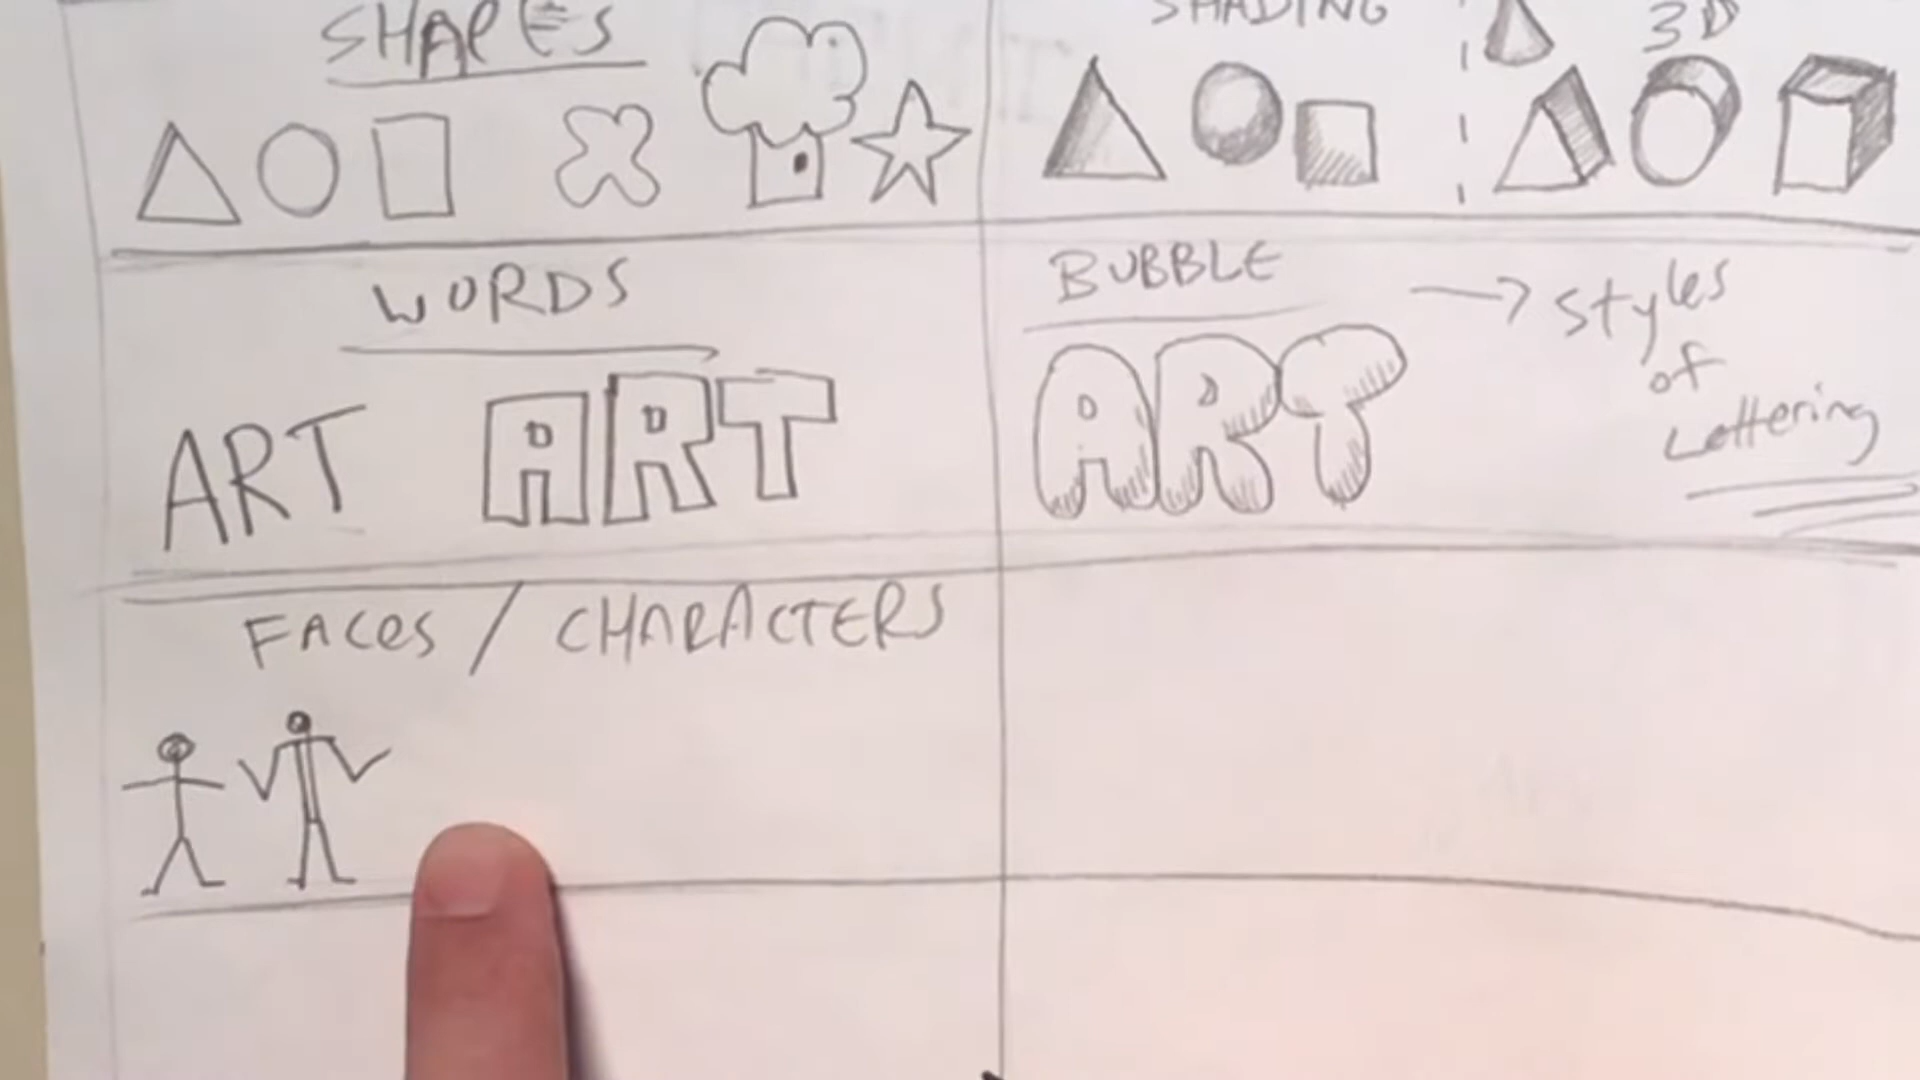 SHAPES
SHADING
3D
WORDS
ART ART
BUBBLE
ART
→ styles
of
Lettering
FACES / CHARACTERS